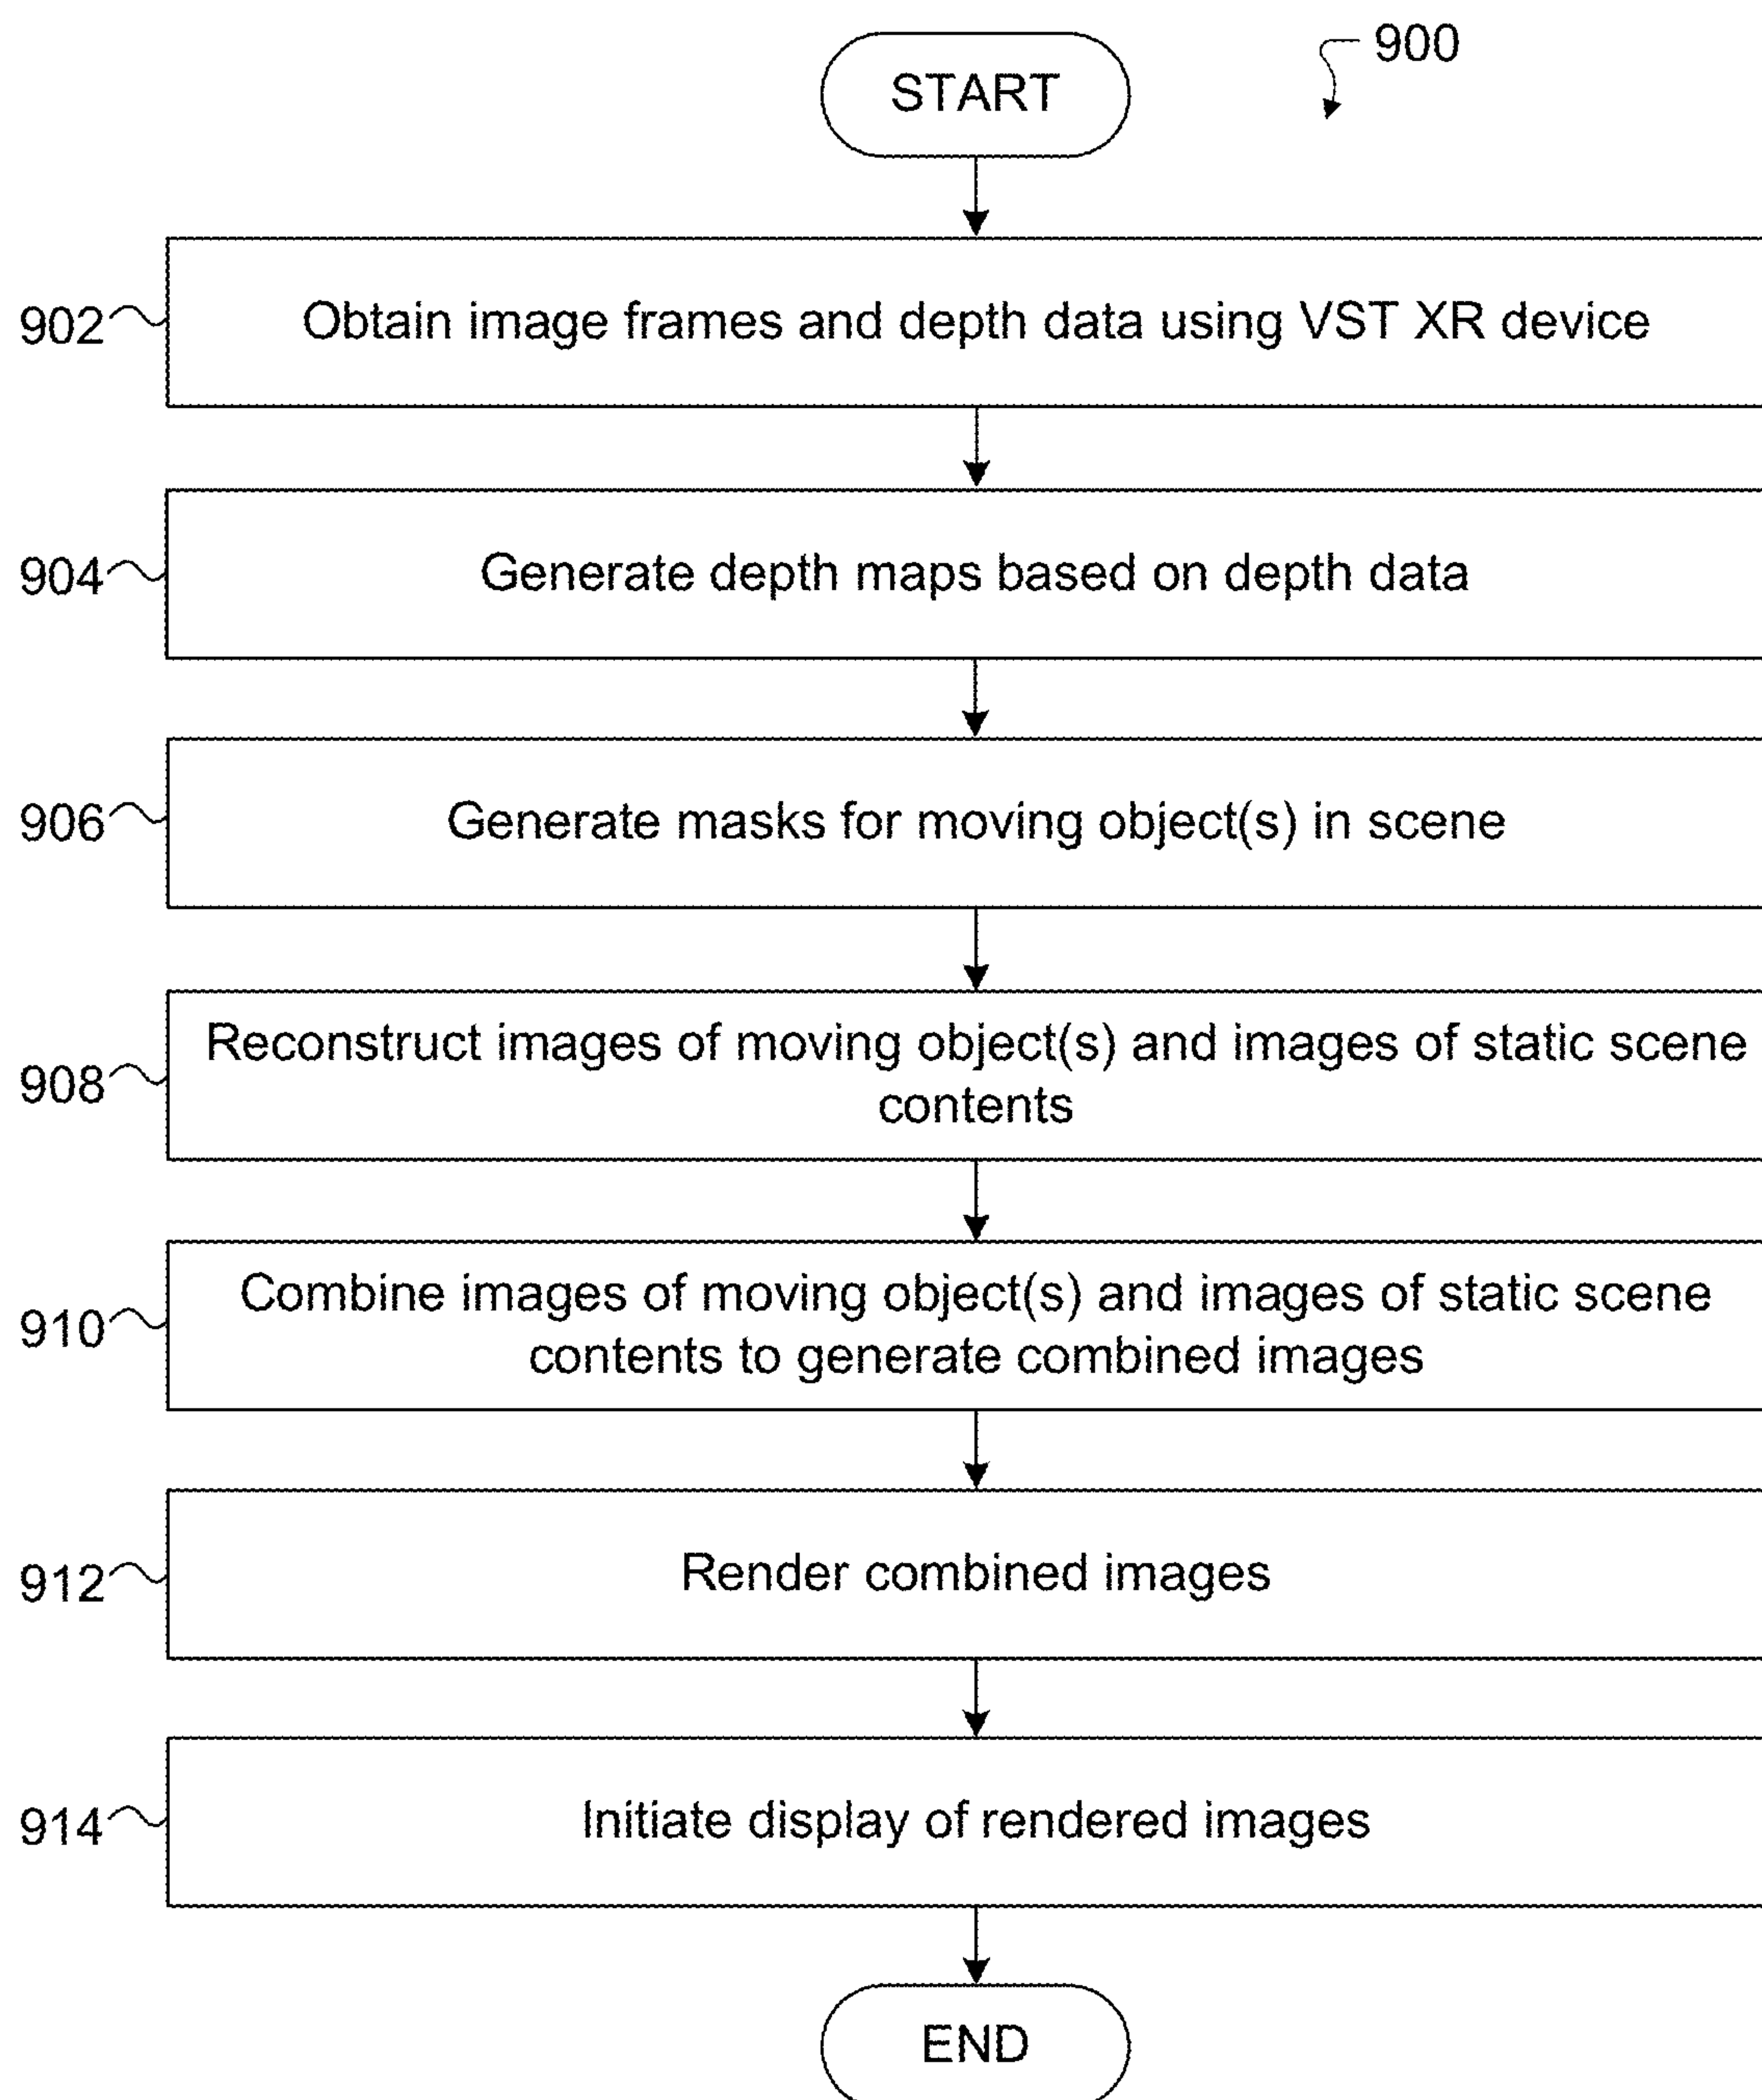 START
900
902
Obtain image frames and depth data using VST XR device
904
Generate depth maps based on depth data
906
Generate masks for moving object(s) in scene
908
Reconstruct images of moving object(s) and images of static scene
contents
910
Combine images of moving object(s) and images of static scene
contents to generate combined images
912
Render combined images
914
Initiate display of rendered images
END